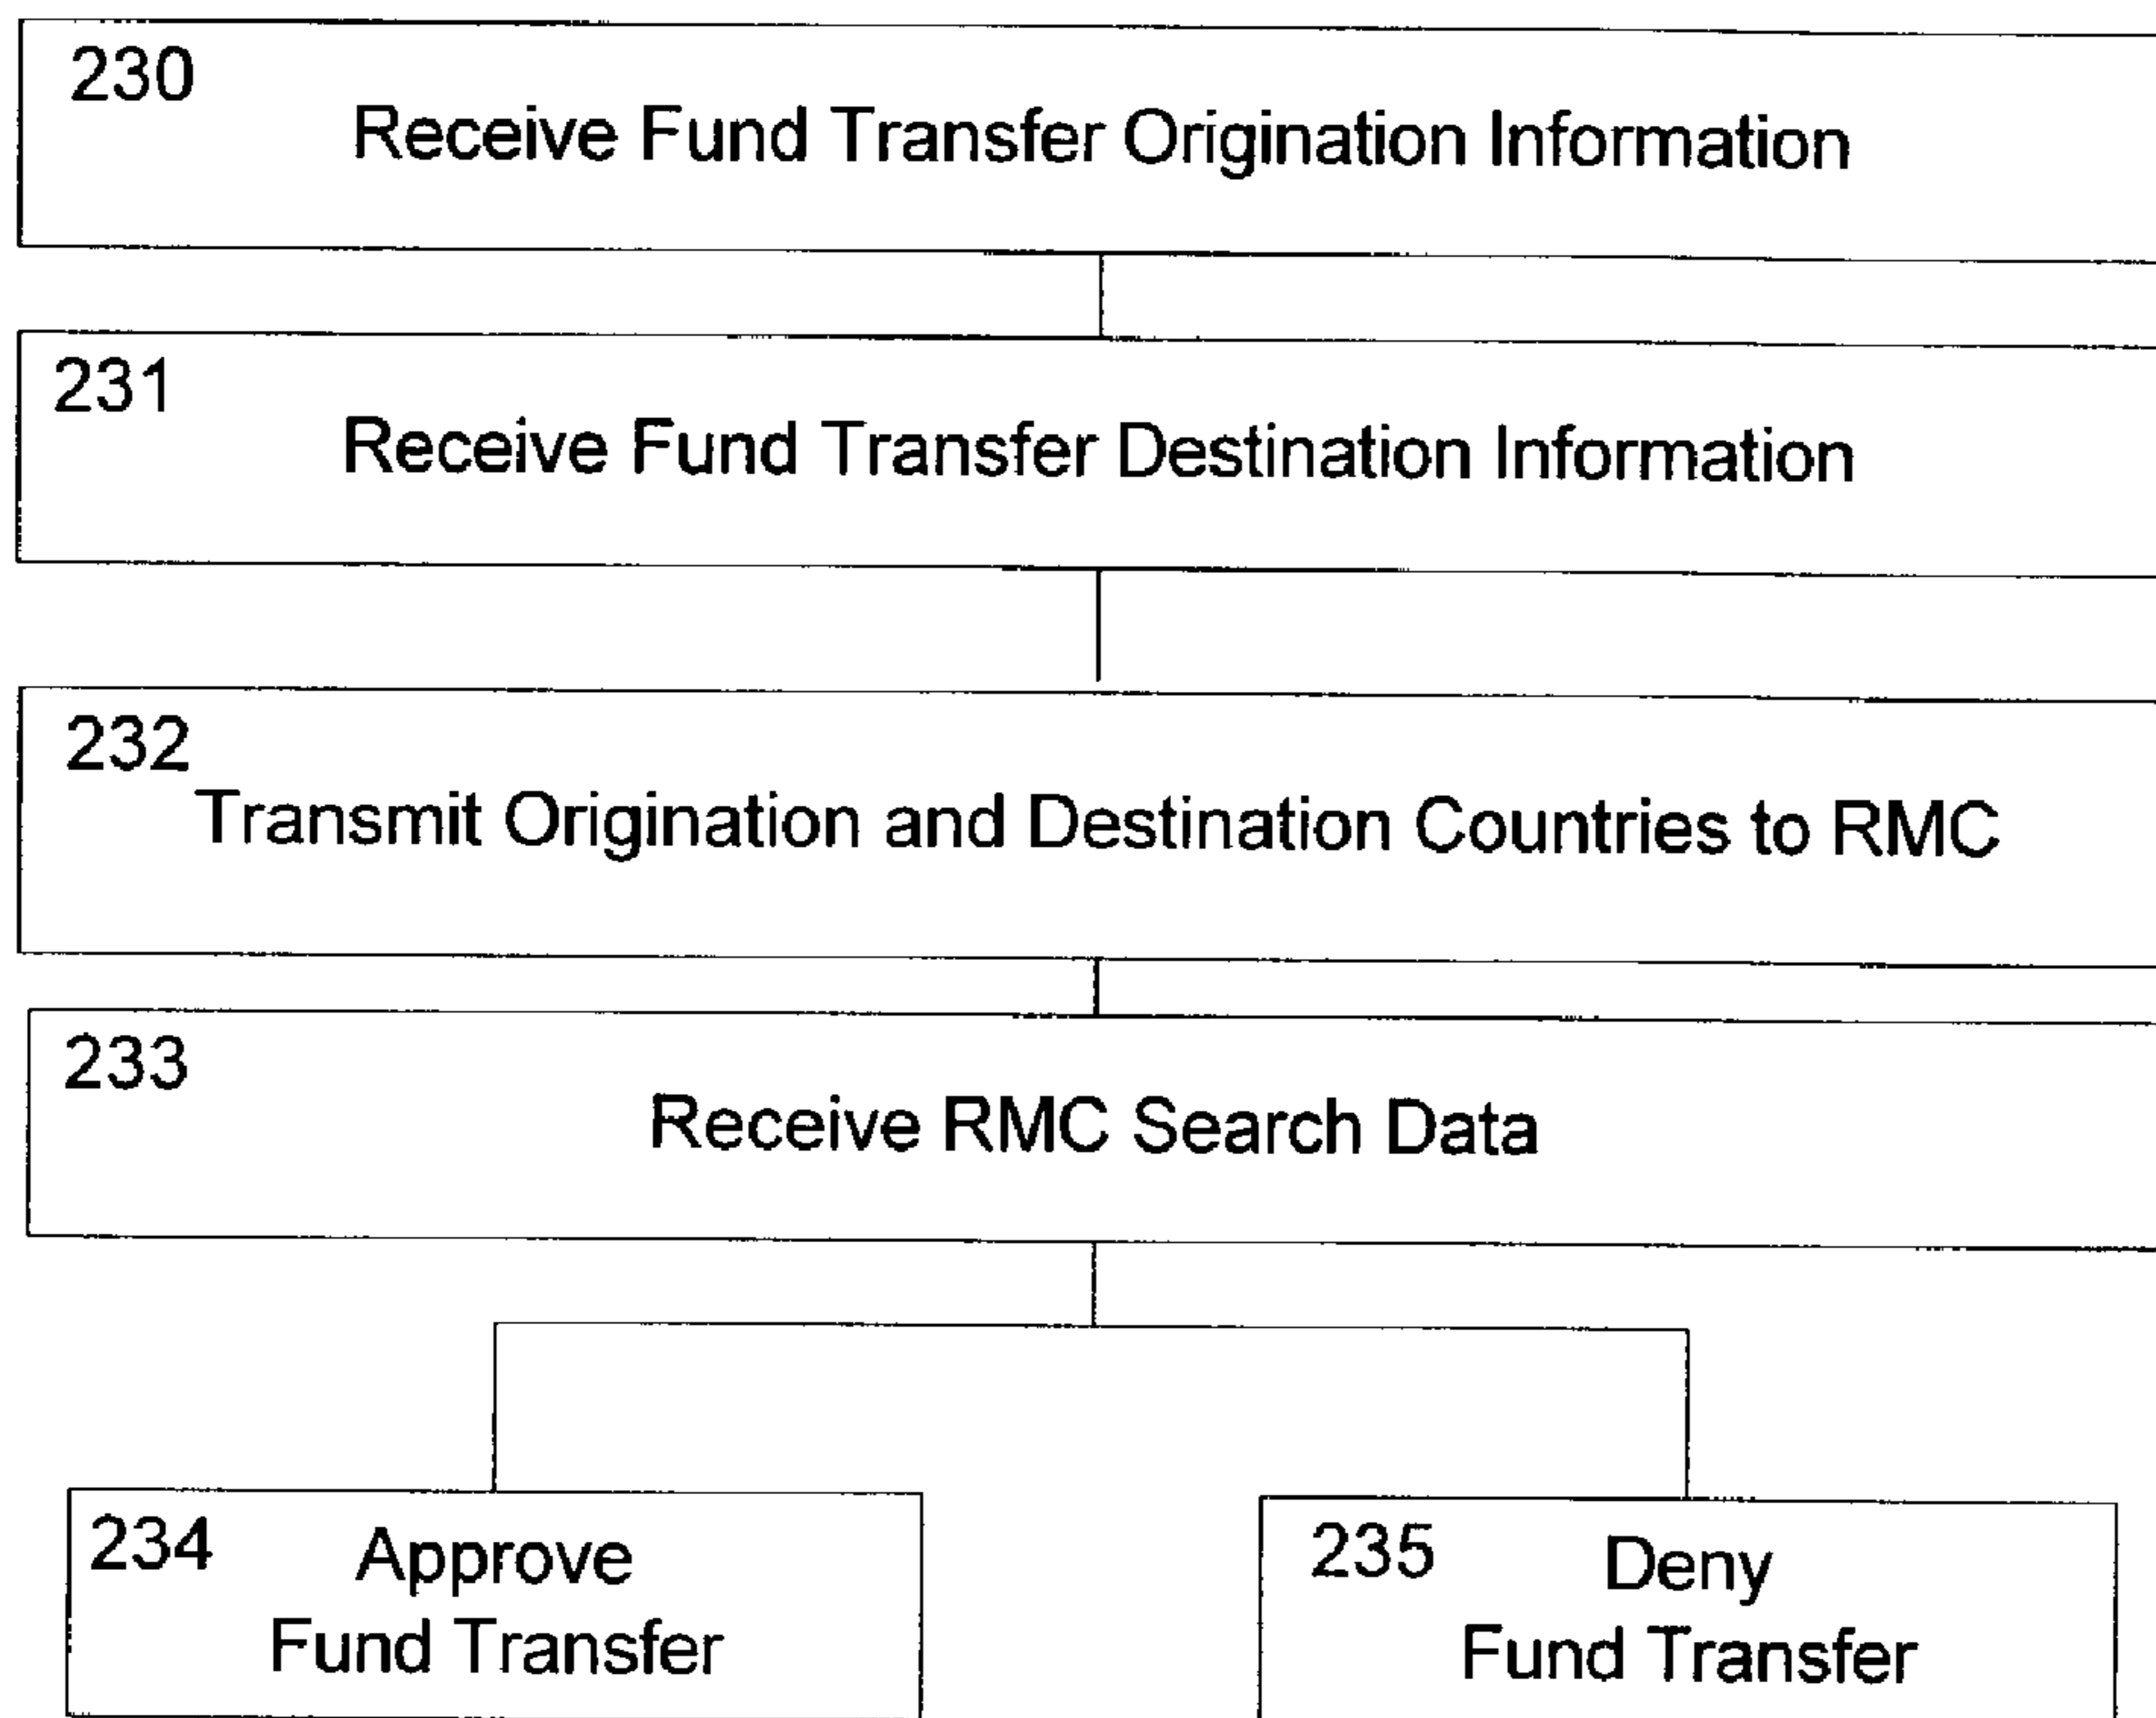 230
Receive Fund Transfer Origination Information
231
Receive Fund Transfer Destination Information
232
Transmit Origination and Destination Countries to RMC
233
Receive RMC Search Data
234
Approve
Fund Transfer
235
Deny
Fund Transfer